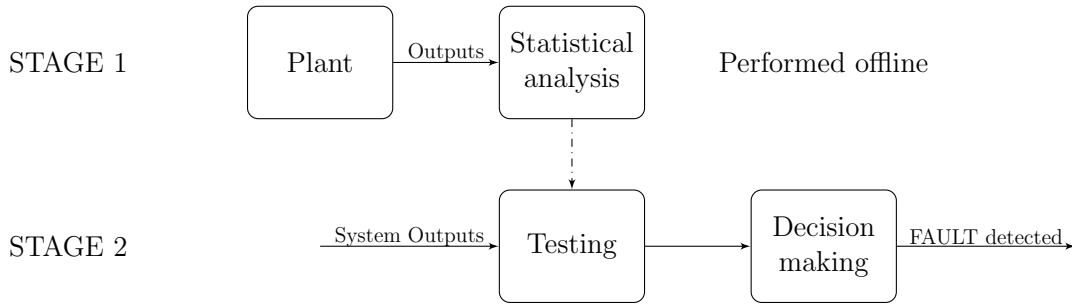 STAGE 1
Plant
Outputs
Statistical
analysis
Performed offline
STAGE 2
System Outputs
Testing
Decision
making
FAULT detected